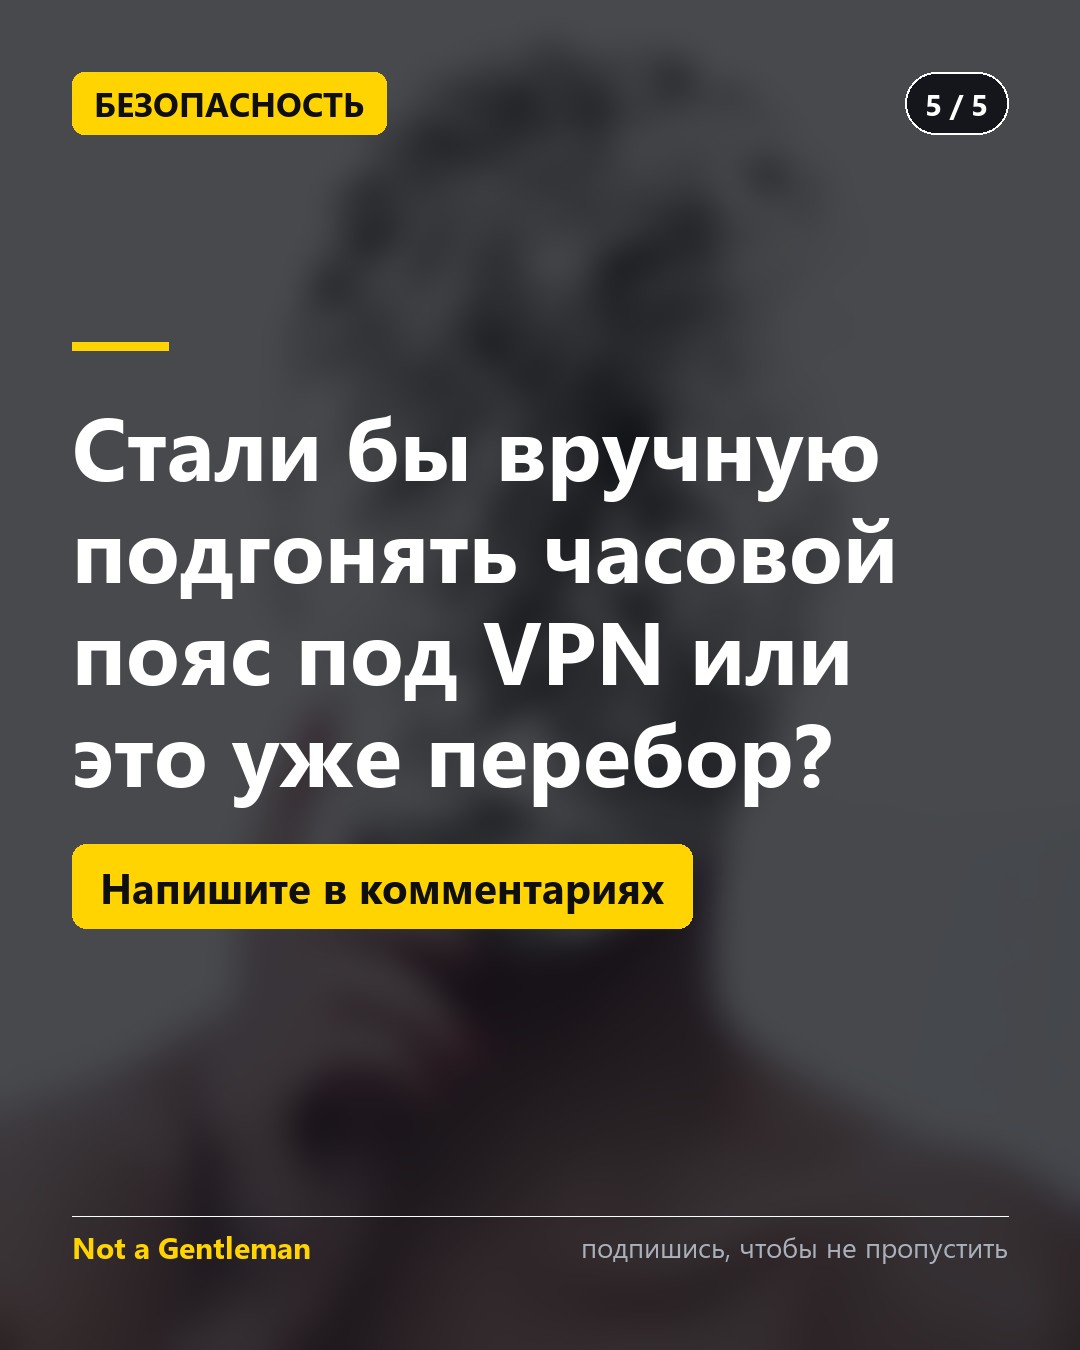 БЕЗОПАСНОСТЬ
5 / 5
Стали бы вручную
подгонять часовой
пояс под VPN или
это уже перебор?
Напишите в комментариях
Not a Gentleman
подпишись, чтобы не пропустить